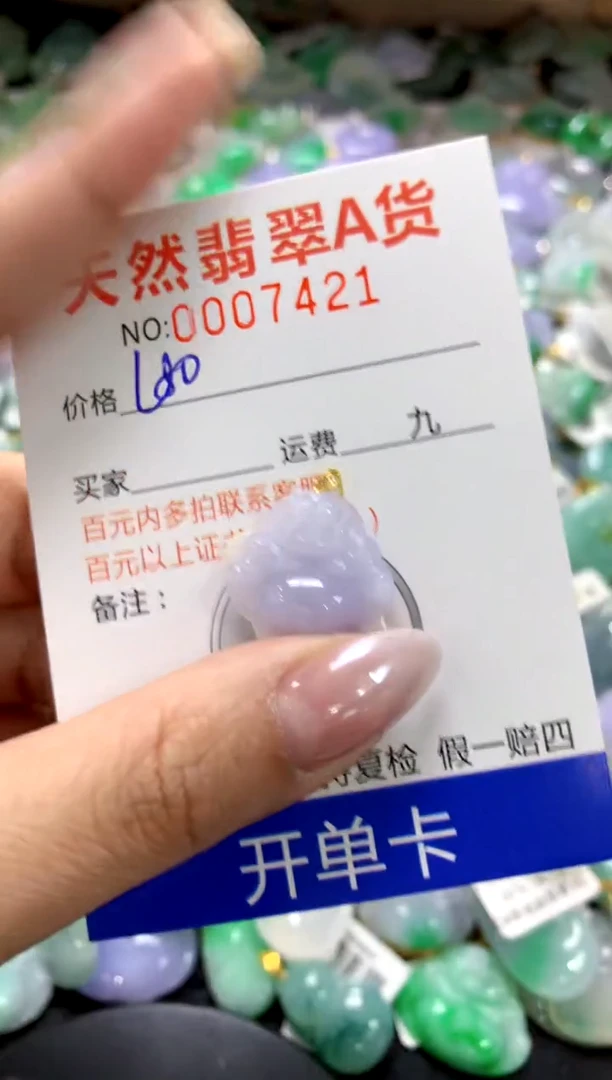 天然翡翠A货
NO:0007421
价格
买家 运费 九
百元内多拍联系客服
百元以上证
备注：
复检 假一赔四
开单卡